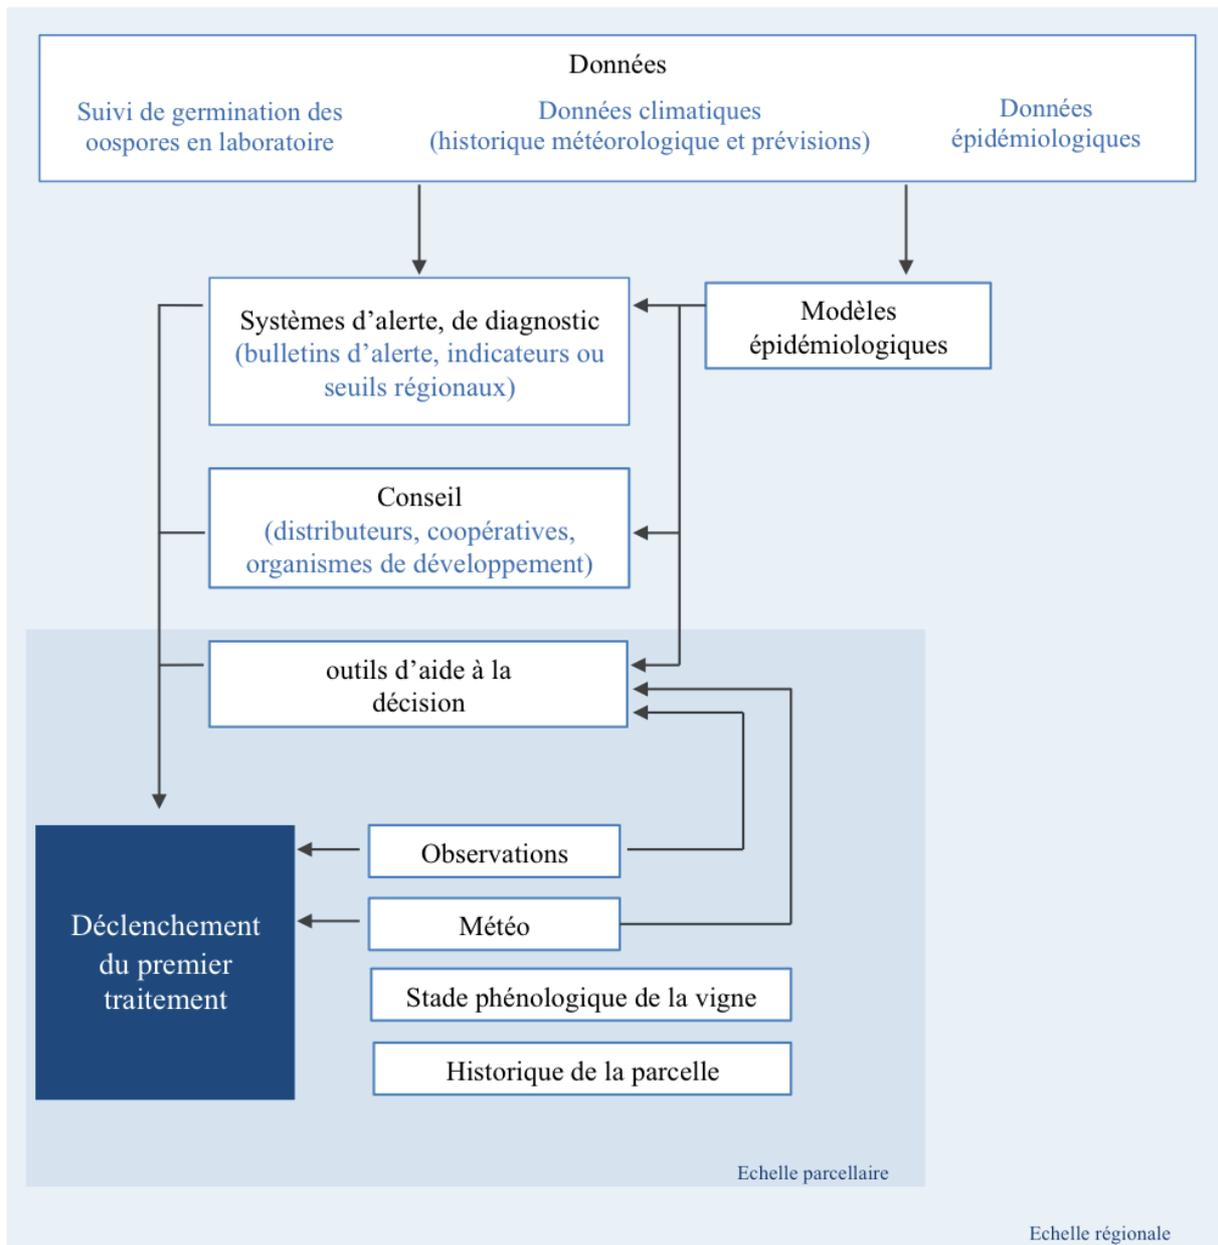 Données
Suivi de germination des
oospores en laboratoire
Données climatiques
(historique météorologique et prévisions)
Données
épidémiologiques
Systèmes d’alerte, de diagnostic
(bulletins d’alerte, indicateurs ou
seuils régionaux)
Modèles
épidémiologiques
Conseil
(distributeurs, coopératives,
organismes de développement)
outils d’aide à la
décision
Déclenchement
du premier
traitement
Observations
Météo
Stade phénologique de la vigne
Historique de la parcelle
Echelle parcellaire
Echelle régionale